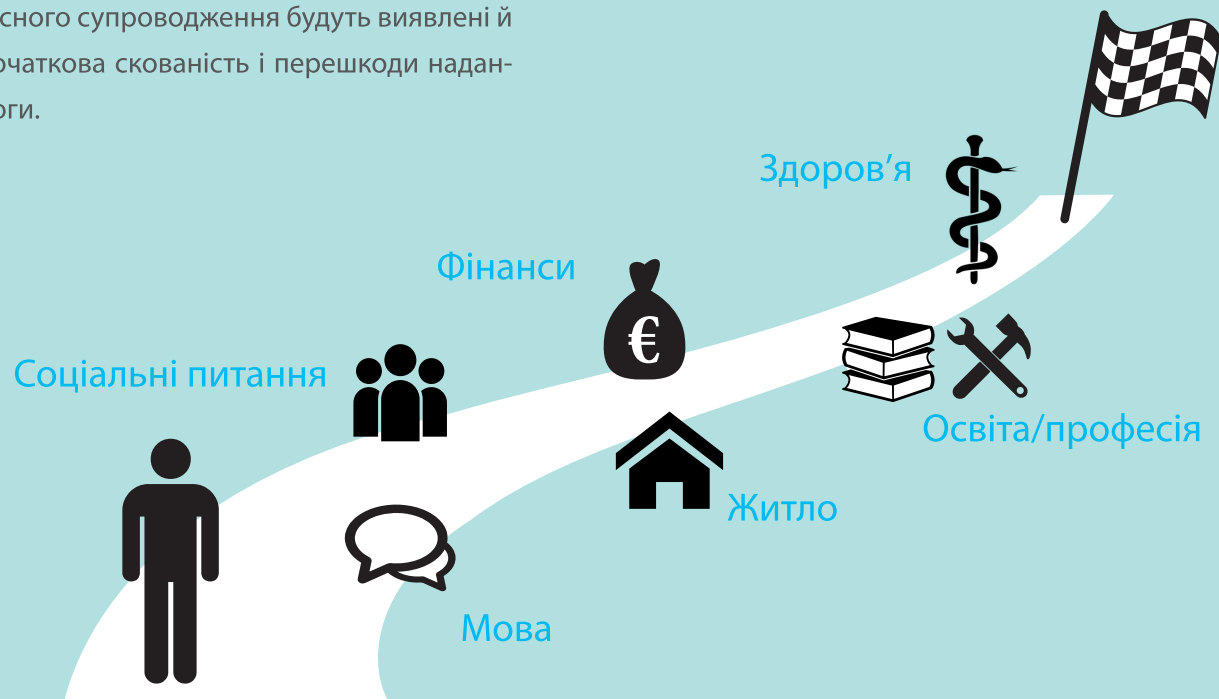 сного супроводження будуть виявлені й
очаткова скованість і перешкоди надан-
оги.
Здоров’я
Фінанси
€
Соціальні питання
Освіта/професія
Житло
Мова